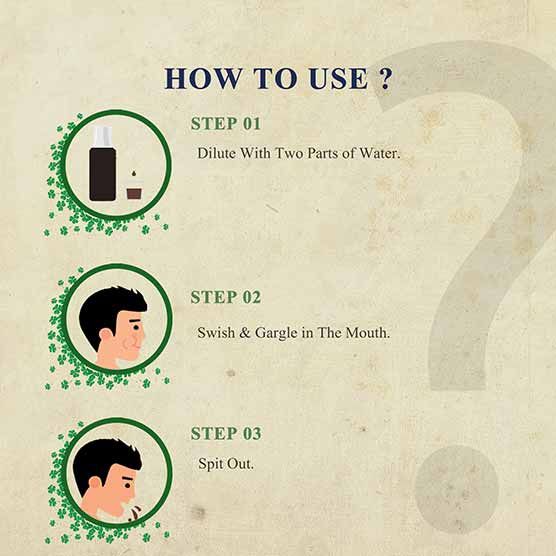 HOW TO USE ?
STEP 01
Dilute With Two Parts of Water.
STEP 02
Swish & Gargle in The Mouth.
STEP 03
Spit Out.